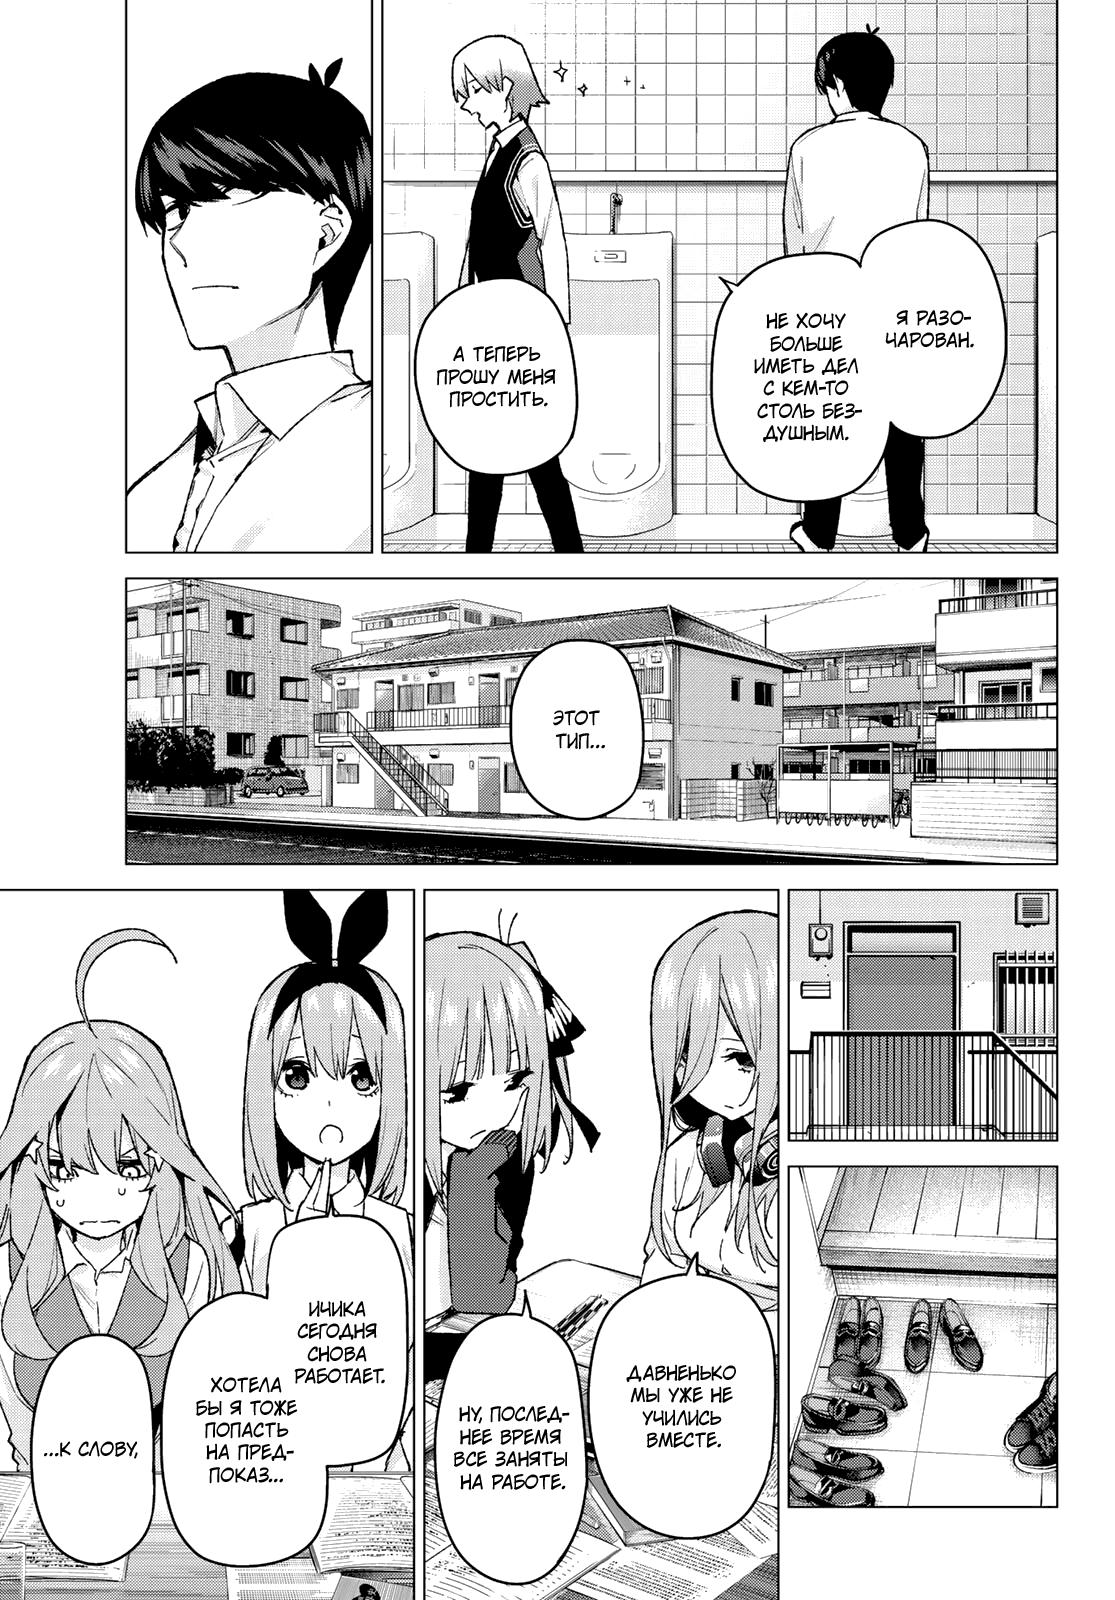 Я РАЗО-
ЧАРОВАН.
НЕ ХОЧУ
БОЛЬШЕ
ИМЕТЬ ДЕЛ
С КЕМ-ТО
СТОЛЬ БЕЗ-
ДУШНЫМ.
А ТЕПЕРЬ
ПРОШУ МЕНЯ
ПРОСТИТЬ.
ЭТОТ
ТИП...
ДАВНЕНЬКО
МЫ УЖЕ НЕ
УЧИЛИСЬ
ВМЕСТЕ.
НУ, ПОСЛЕД-
НЕЕ ВРЕМЯ
ВСЕ ЗАНЯТЫ
НА РАБОТЕ.
ИЧИКА
СЕГОДНЯ
СНОВА
РАБОТАЕТ.
ХОТЕЛА
БЫ Я ТОЖЕ
ПОПАСТЬ
НА ПРЕД-
ПОКАЗ...
...К СЛОВУ,